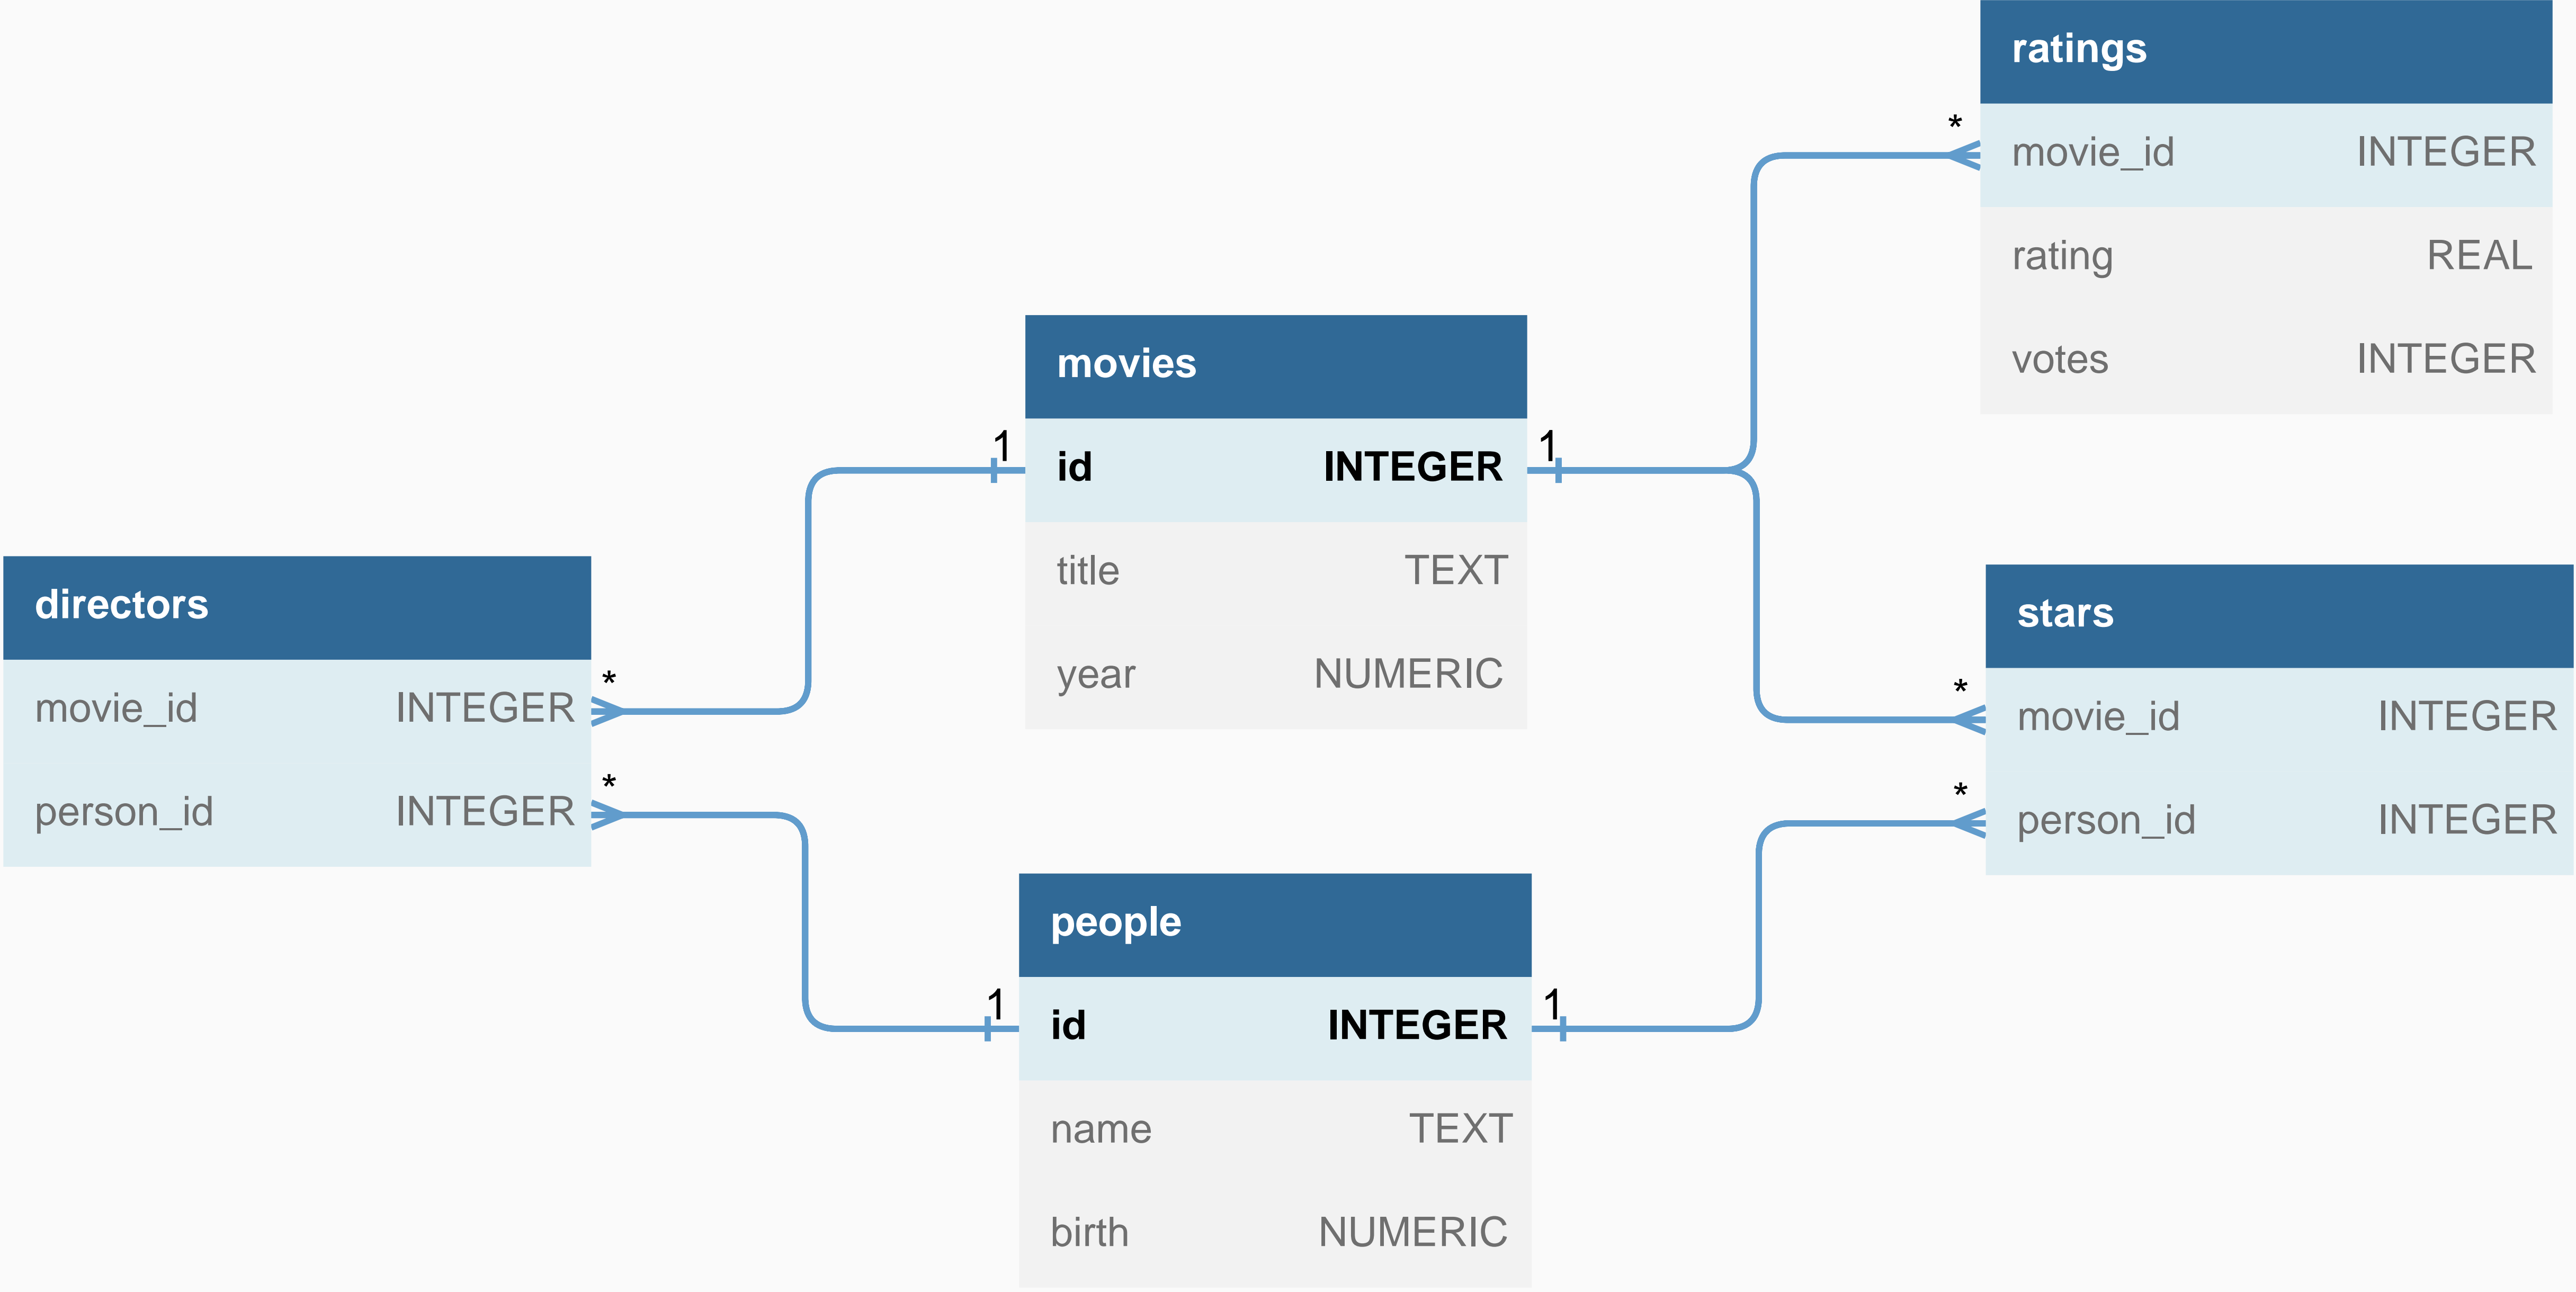 ratings
*
movie_id INTEGER
rating REAL
votes INTEGER
movies
1 id INTEGER 1
title TEXT
year NUMERIC
directors
movie_id INTEGER *
person_id INTEGER *
stars
* movie_id INTEGER
* person_id INTEGER
people
1 id INTEGER 1
name TEXT
birth NUMERIC